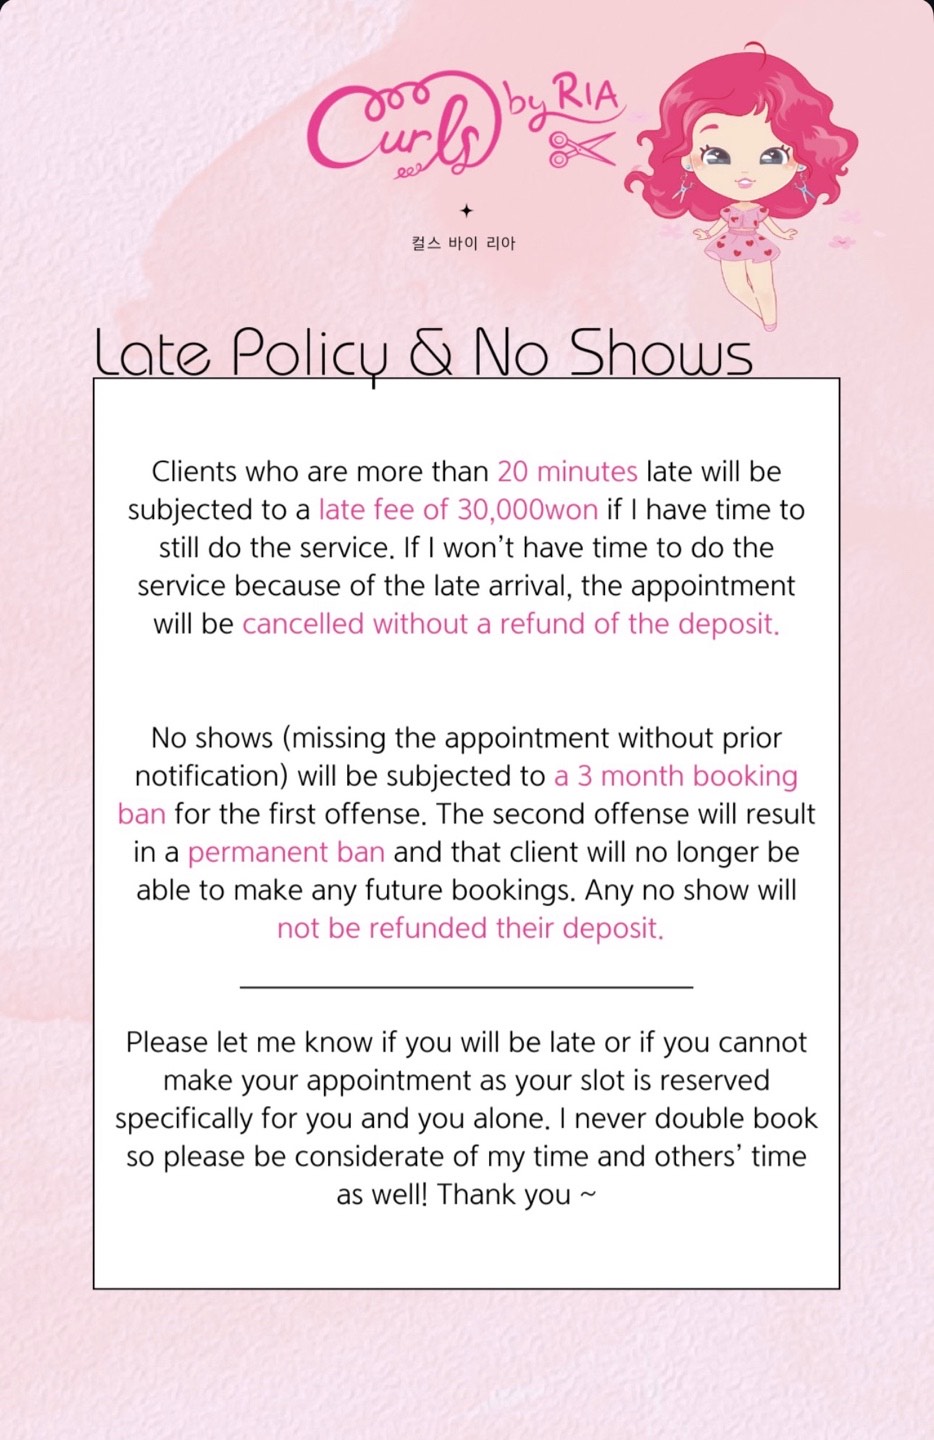 Curls by RIA
컬스 바이 리아
Late Policy & No Shows
Clients who are more than 20 minutes late will be
subjected to a late fee of 30,000won if I have time to
still do the service. If I won't have time to do the
service because of the late arrival, the appointment
will be cancelled without a refund of the deposit.
No shows (missing the appointment without prior
notification) will be subjected to a 3 month booking
ban for the first offense. The second offense will result
in a permanent ban and that client will no longer be
able to make any future bookings. Any no show will
not be refunded their deposit.
Please let me know if you will be late or if you cannot
make your appointment as your slot is reserved
specifically for you and you alone. I never double book
so please be considerate of my time and others' time
as well! Thank you ~